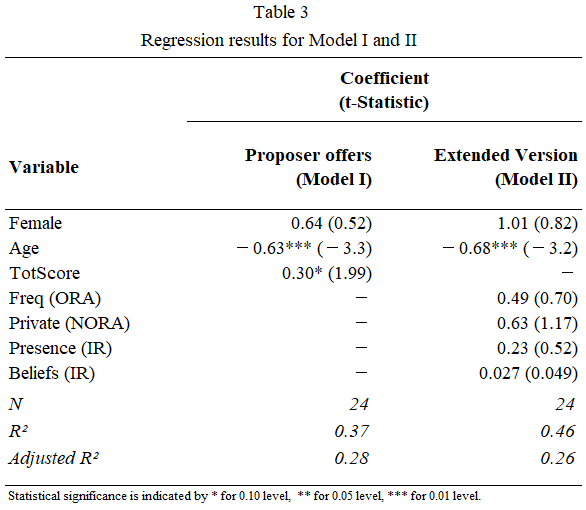 Table 3
Regression results for Model I and II
Coefficient
(t-Statistic)
Variable Proposer offers (Model I) Extended Version (Model II)
Female 0.64 (0.52) 1.01 (0.82)
Age − 0.63*** (− 3.3) − 0.68*** (− 3.2)
TotScore 0.30* (1.99) −
Freq (ORA) − 0.49 (0.70)
Private (NORA) − 0.63 (1.17)
Presence (IR) − 0.23 (0.52)
Beliefs (IR) − 0.027 (0.049)
N 24 24
R² 0.37 0.46
Adjusted R² 0.28 0.26
Statistical significance is indicated by * for 0.10 level, ** for 0.05 level, *** for 0.01 level.